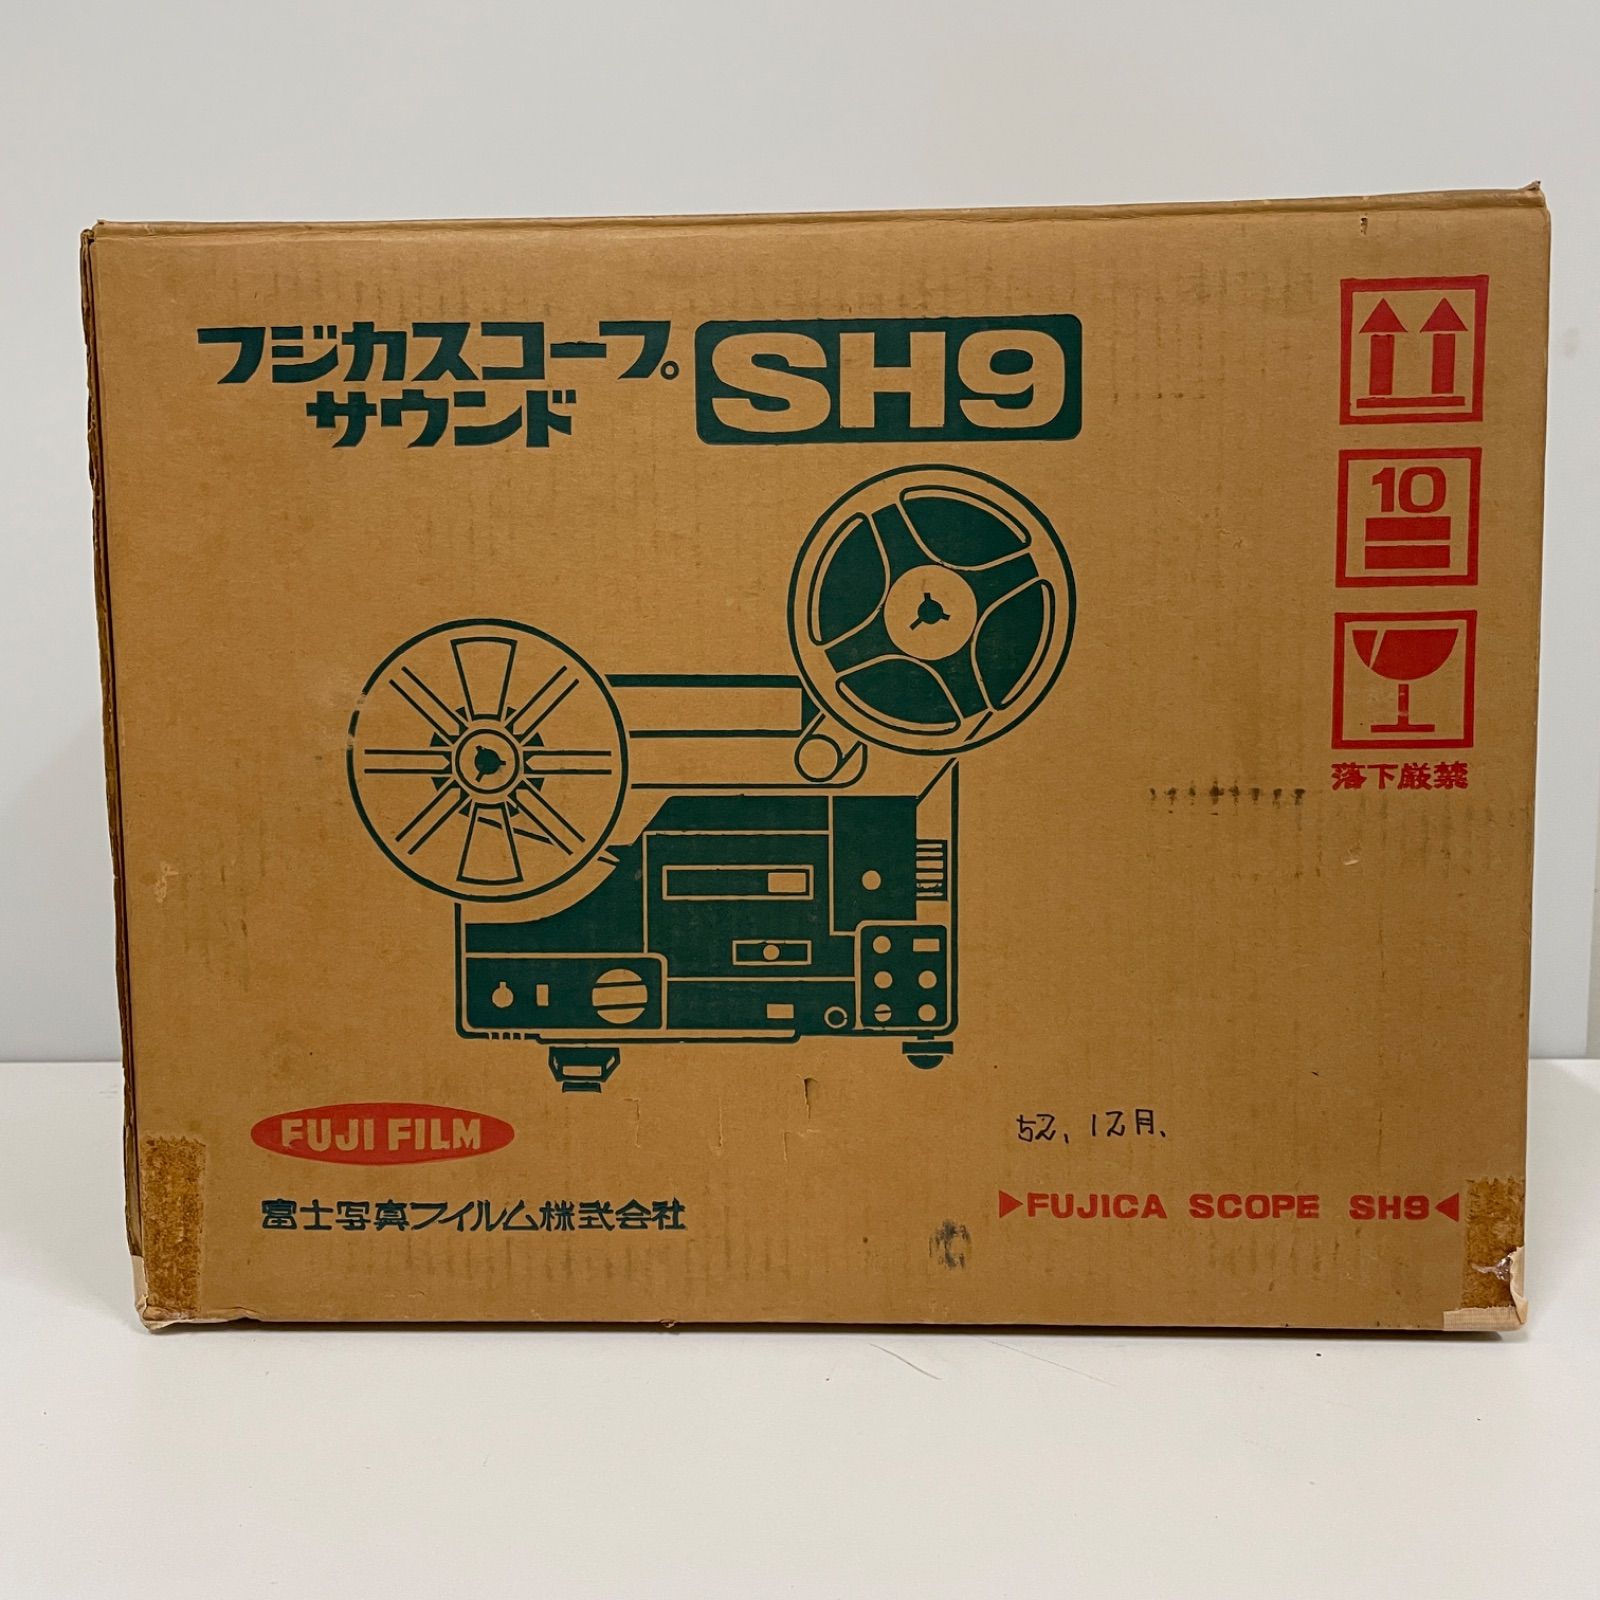 フジカスコープ
サウンド
SH9
10
落下厳禁
FUJI FILM
52、12月、
富士写真フイルム株式会社
FUJICA SCOPE SH9